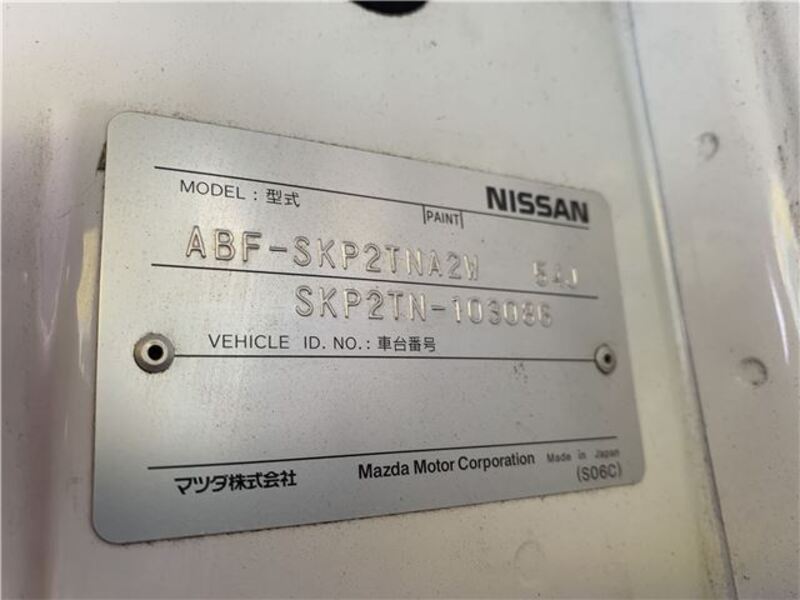 MODEL : 型式
PAINT
NISSAN
ABF-SKP2TNA2W 54J
SKP2TN-103086
VEHICLE ID. NO. : 車台番号
マツダ株式会社 Mazda Motor Corporation Made in Japan
(S06C)